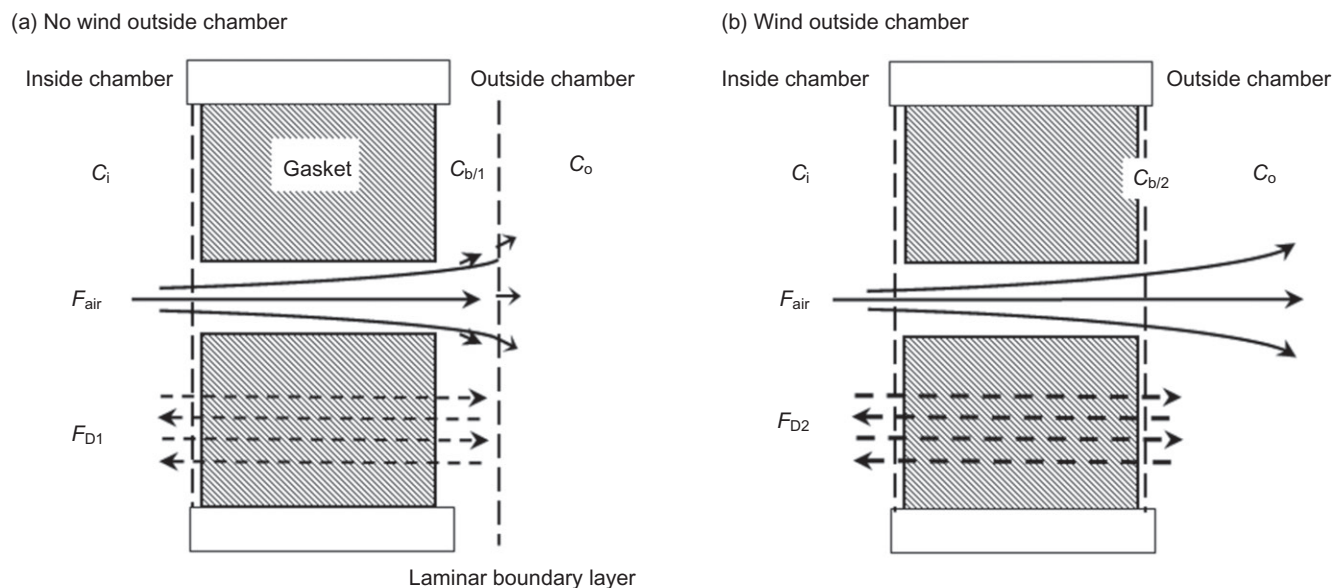 (a) No wind outside chamber
Inside chamber
Outside chamber
Gasket
Ci
Cb/1
Co
Fair
FD1
Laminar boundary layer
(b) Wind outside chamber
Inside chamber
Outside chamber
Ci
Cb/2
Co
Fair
FD2